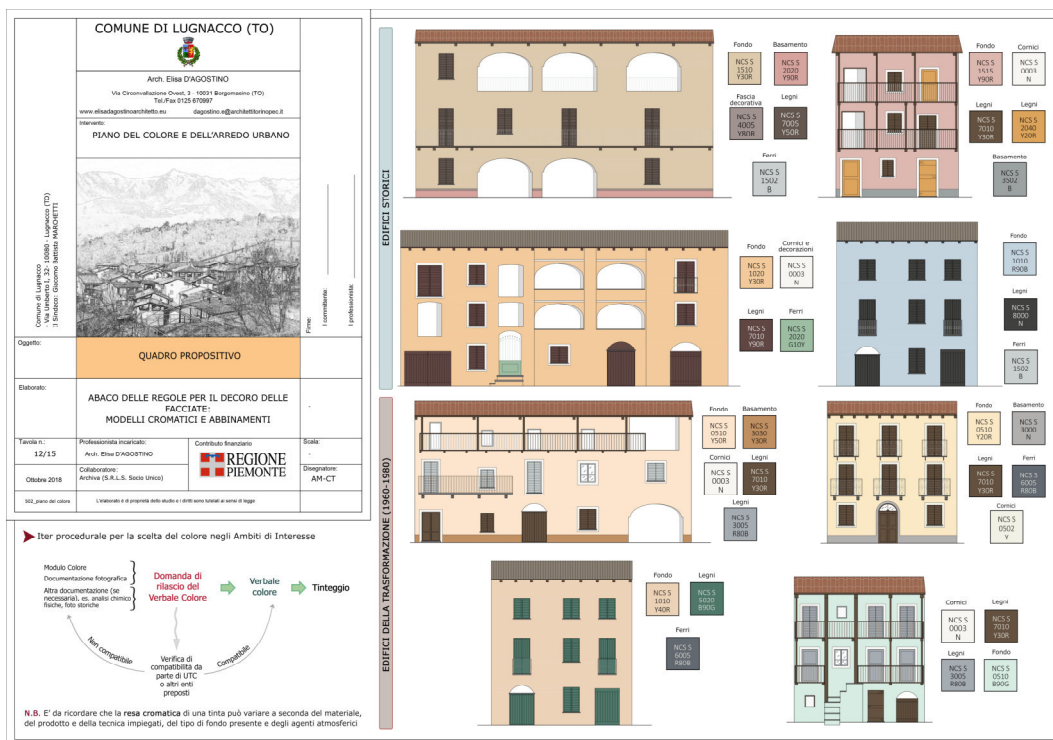 COMUNE DI LUGNACCO (TO)
Arch. Elisa D'AGOSTINO
Via Circonvallazione Ovest, 3 - 10031 Borgomasino (TO)
Tel./Fax 0125 670997
www.elisadagostinoarchitetto.eu dagostino.e@architettitorinopec.it
Intervento:
PIANO DEL COLORE E DELL'ARREDO URBANO
Comune di Lugnacco
- Via Umberto I, 32- 10080 - Lugnacco (TO)
Il Sindaco: Giacomo Battista MARCHETTI
Firme:
I committente:
I professionista:
Oggetto:
QUADRO PROPOSITIVO
Elaborato:
ABACO DELLE REGOLE PER IL DECORO DELLE
FACCIATE:
MODELLI CROMATICI E ABBINAMENTI
-
Tavola n.:
12/15
Professionista incaricato:
Arch. Elisa D'AGOSTINO
Contributo finanziario
REGIONE
PIEMONTE
Scala:
-
Ottobre 2018
Collaboratore:
Archiva (S.R.L.S. Socio Unico)
Disegnatore:
AM-CT
502_piano del colore
L'elaborato è di proprietà dello studio e i diritti sono tutelati ai sensi di legge
Iter procedurale per la scelta del colore negli Ambiti di Interesse
Modulo Colore
Documentazione fotografica
Altra documentazione (se
necessaria). es. analisi chimico
fisiche, foto storiche
Domanda di
rilascio del
Verbale Colore
Verbale
colore
Tinteggio
Non compatibile
Compatibile
Verifica di
compatibilità da
parte di UTC
o altri enti
preposti
N.B. E' da ricordare che la resa cromatica di una tinta può variare a seconda del materiale,
del prodotto e della tecnica impiegati, del tipo di fondo presente e degli agenti atmosferici
EDIFICI STORICI
Fondo
NCS S
1510
Y30R
Basamento
NCS S
2020
Y90R
Fascia
decorativa
NCS S
4005
Y80R
Legni
NCS S
7005
Y50R
Ferri
NCS S
1502
B
Fondo
NCS S
1515
Y90R
Cornici
NCS S
0003
N
Legni
NCS S
7010
Y30R
Legni
NCS S
2040
Y20R
Basamento
NCS S
3502
B
Fondo
NCS S
1020
Y30R
Cornici e
decorazioni
NCS S
0003
N
Legni
NCS S
7010
Y90R
Ferri
NCS S
2020
G10Y
Fondo
NCS S
1010
R90B
Legni
NCS S
8000
N
Ferri
NCS S
1502
B
EDIFICI DELLA TRASFORMAZIONE (1960-1980)
Fondo
NCS S
0510
Y50R
Basamento
NCS S
3030
Y30R
Cornici
NCS S
0003
N
Legni
NCS S
7010
Y30R
Legni
NCS S
3005
R80B
Fondo
NCS S
0510
Y20R
Basamento
NCS S
3000
N
Legni
NCS S
7010
Y30R
Ferri
NCS S
6005
R80B
Cornici
NCS S
0502
Y
Fondo
NCS S
1010
Y40R
Legni
NCS S
5020
B90G
Ferri
NCS S
6005
R80B
Cornici
NCS S
0003
N
Legni
NCS S
7010
Y30R
Legni
NCS S
3005
R80B
Fondo
NCS S
0510
B90G